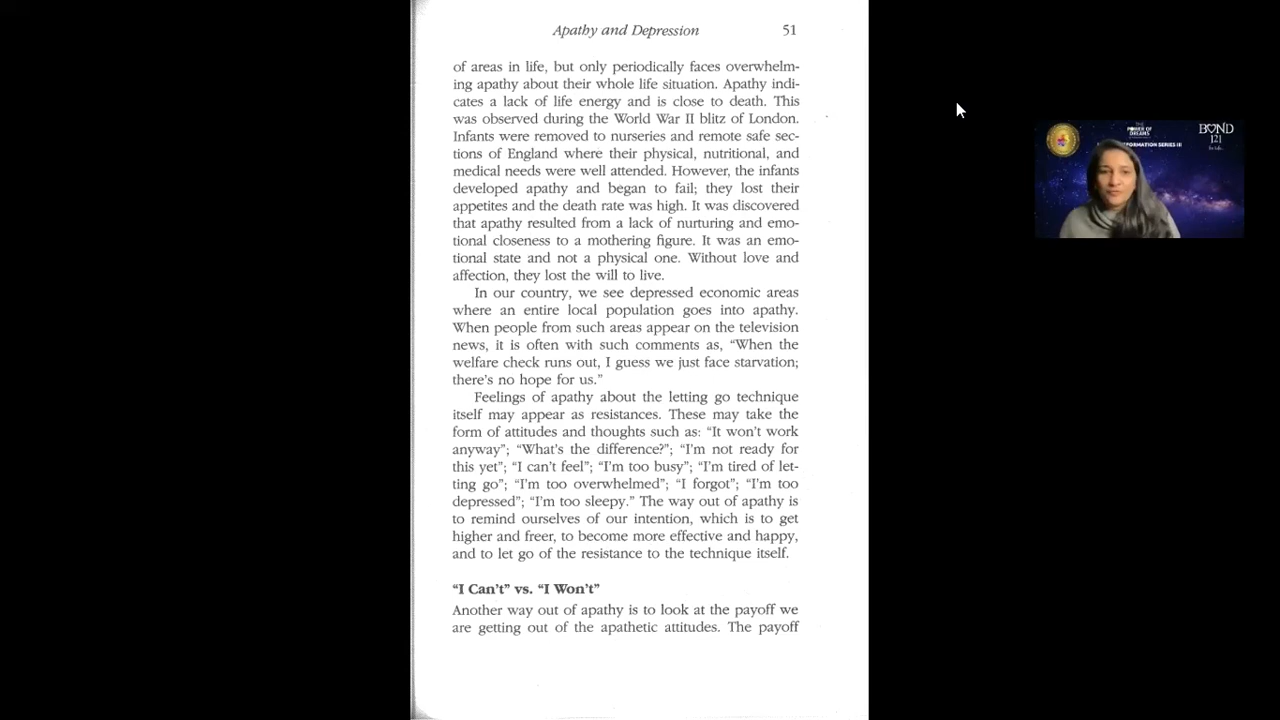 Apathy and Depression 51
of areas in life, but only periodically faces overwhelm-
ing apathy about their whole life situation. Apathy indi-
cates a lack of life energy and is close to death. This
was observed during the World War II blitz of London.
Infants were removed to nurseries and remote safe sec-
tions of England where their physical, nutritional, and
medical needs were well attended. However, the infants
developed apathy and began to fail; they lost their
appetites and the death rate was high. It was discovered
that apathy resulted from a lack of nurturing and emo-
tional closeness to a mothering figure. It was an emo-
tional state and not a physical one. Without love and
affection, they lost the will to live.
In our country, we see depressed economic areas
where an entire local population goes into apathy.
When people from such areas appear on the television
news, it is often with such comments as, “When the
welfare check runs out, I guess we just face starvation;
there’s no hope for us.”
Feelings of apathy about the letting go technique
itself may appear as resistances. These may take the
form of attitudes and thoughts such as: “It won’t work
anyway”; “What’s the difference?”; “I’m not ready for
this yet”; “I can’t feel”; “I’m too busy”; “I’m tired of let-
ting go”; “I’m too overwhelmed”; “I forgot”; “I’m too
depressed”; “I’m too sleepy.” The way out of apathy is
to remind ourselves of our intention, which is to get
higher and freer, to become more effective and happy,
and to let go of the resistance to the technique itself.
“I Can’t” vs. “I Won’t”
Another way out of apathy is to look at the payoff we
are getting out of the apathetic attitudes. The payoff
THE
POWER OF
DREAMS
FORMATION SERIES III
BOND
121